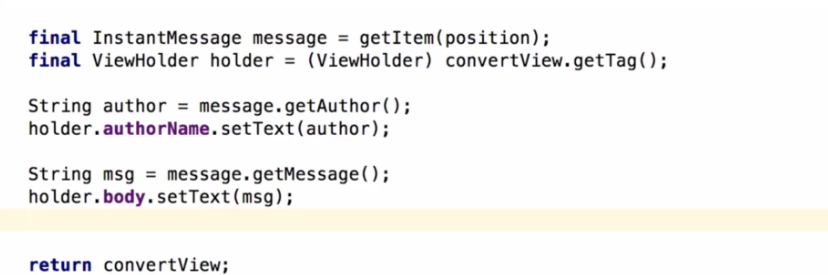 final InstantMessage message = getItem(position);
final ViewHolder holder = (ViewHolder) convertView.getTag();
String author = message.getAuthor();
holder.authorName.setText(author);
String msg = message.getMessage();
holder.body.setText(msg);
return convertView;